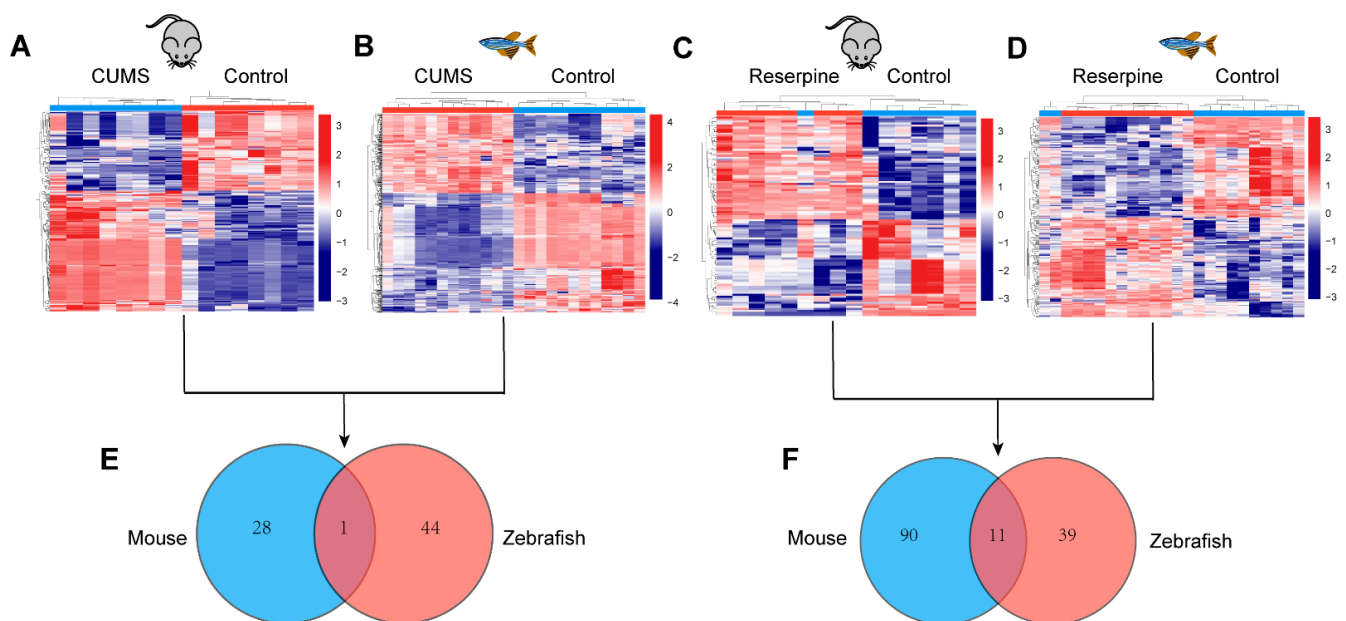 A
CUMS
Control
3
2
1
0
−1
−2
−3
B
CUMS
Control
4
2
0
−2
−4
C
Reserpine
Control
3
2
1
0
−1
−2
−3
D
Reserpine
Control
3
2
1
0
−1
−2
−3
E
Mouse
28
1
44
Zebrafish
F
Mouse
90
11
39
Zebrafish